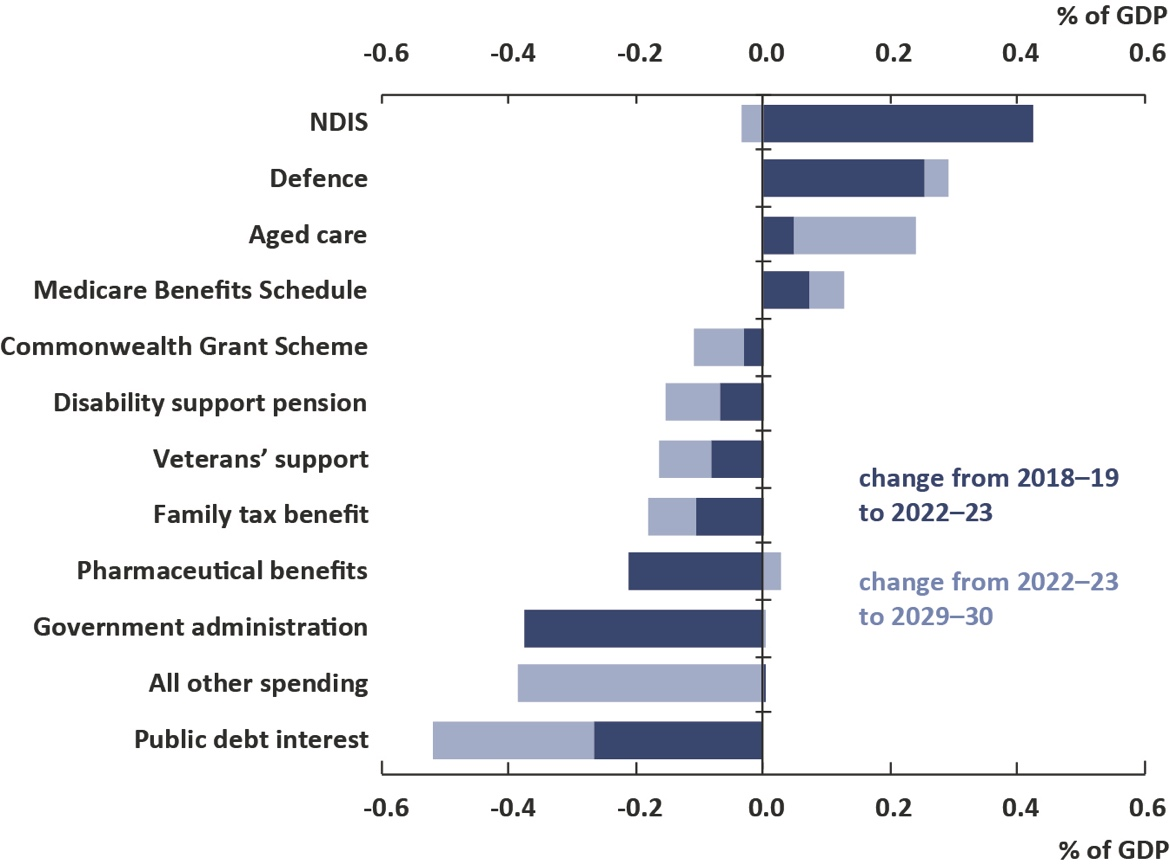 % of GDP
-0.6 -0.4 -0.2 0.0 0.2 0.4 0.6
NDIS
Defence
Aged care
Medicare Benefits Schedule
Commonwealth Grant Scheme
Disability support pension
Veterans’ support
Family tax benefit
Pharmaceutical benefits
Government administration
All other spending
Public debt interest
change from 2018–19
to 2022–23
change from 2022–23
to 2029–30
-0.6 -0.4 -0.2 0.0 0.2 0.4 0.6
% of GDP